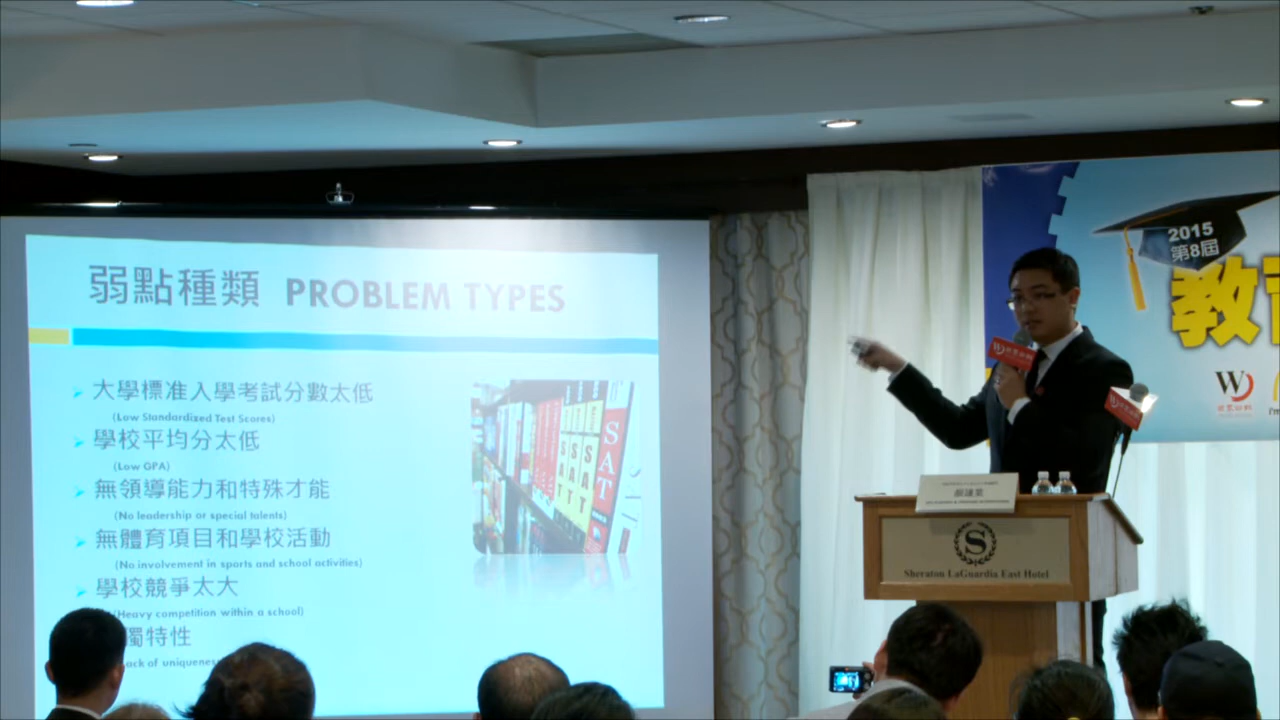 弱點種類 PROBLEM TYPES
大學標准入學考試分數太低
(Low Standardized Test Scores)
學校平均分太低
(Low GPA)
無領導能力和特殊才能
(No leadership or special talents)
無體育項目和學校活動
(No involvement in sports and school activities)
學校競爭太大
(Heavy competition within a school)
獨特性
ack of uniquenes
SAT
SAT
SAT
2015
第8屆
教育
W
S
Sheraton LaGuardia East Hotel